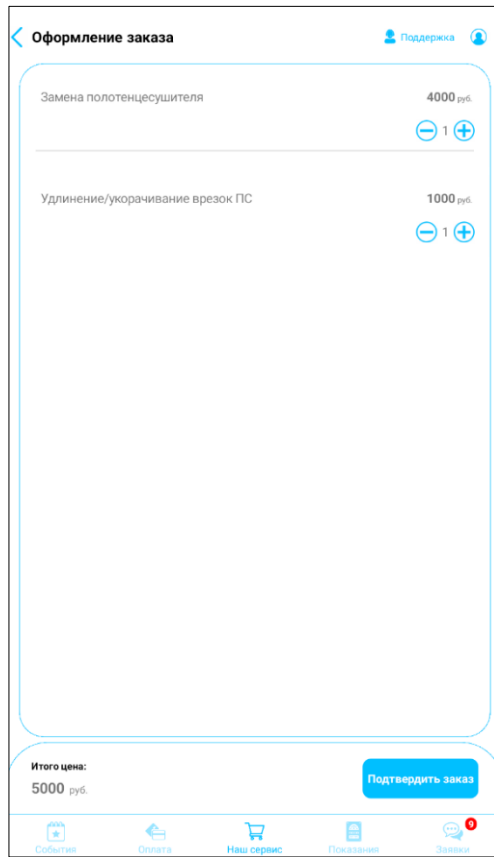 Оформление заказа
Поддержка
Замена полотенцесушителя 4000 руб.
1
Удлинение/укорачивание врезок ПС 1000 руб.
1
Итого цена:
5000 руб.
Подтвердить заказ
9
События Оплата Наш сервис Показания Заявки